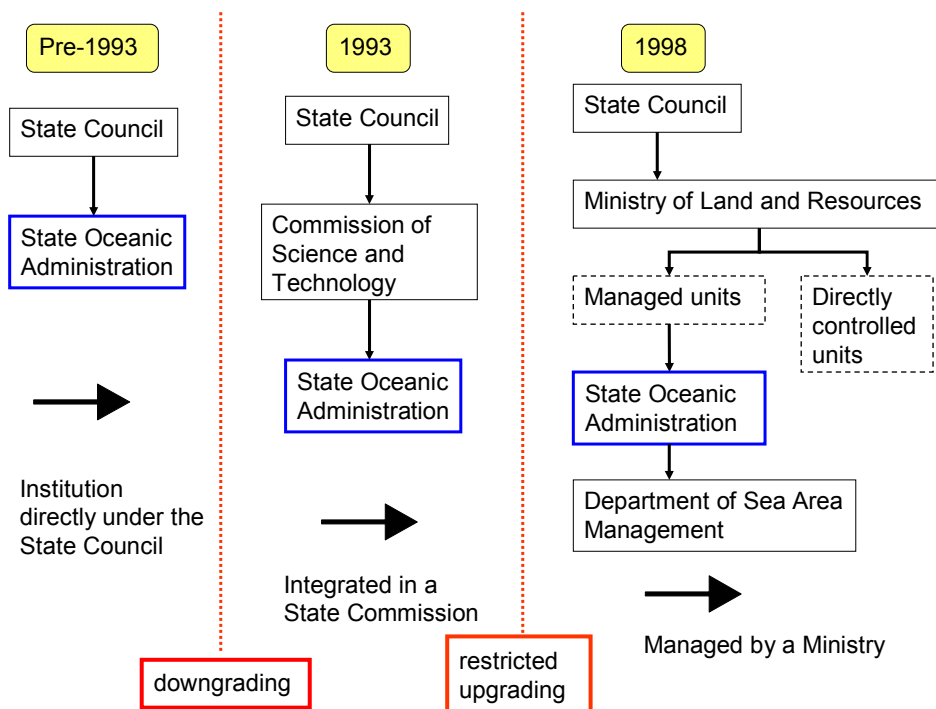 Pre-1993
State Council
State Oceanic
Administration
Institution
directly under the
State Council
downgrading
1993
State Council
Commission of
Science and
Technology
State Oceanic
Administration
Integrated in a
State Commission
restricted
upgrading
1998
State Council
Ministry of Land and Resources
Managed units
Directly
controlled
units
State Oceanic
Administration
Department of Sea Area
Management
Managed by a Ministry